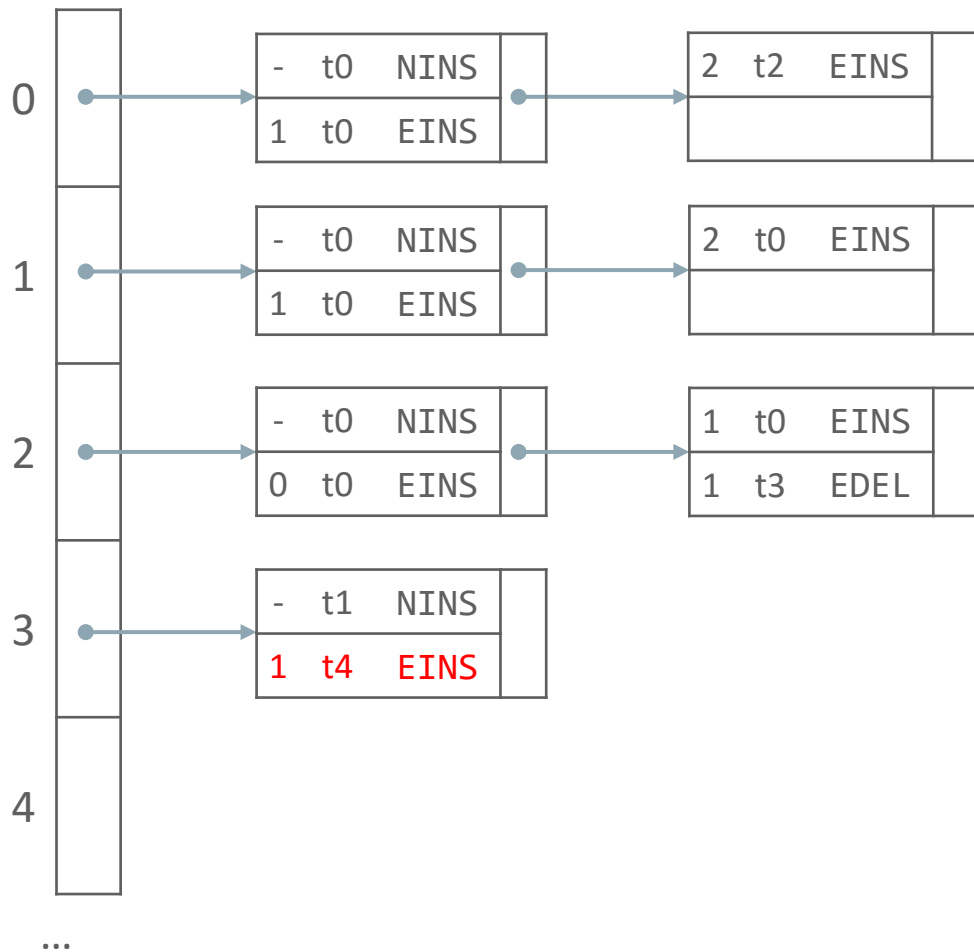 0
- t0 NINS
1 t0 EINS
2 t2 EINS
1
- t0 NINS
1 t0 EINS
2 t0 EINS
2
- t0 NINS
0 t0 EINS
1 t0 EINS
1 t3 EDEL
3
- t1 NINS
1 t4 EINS
4
...